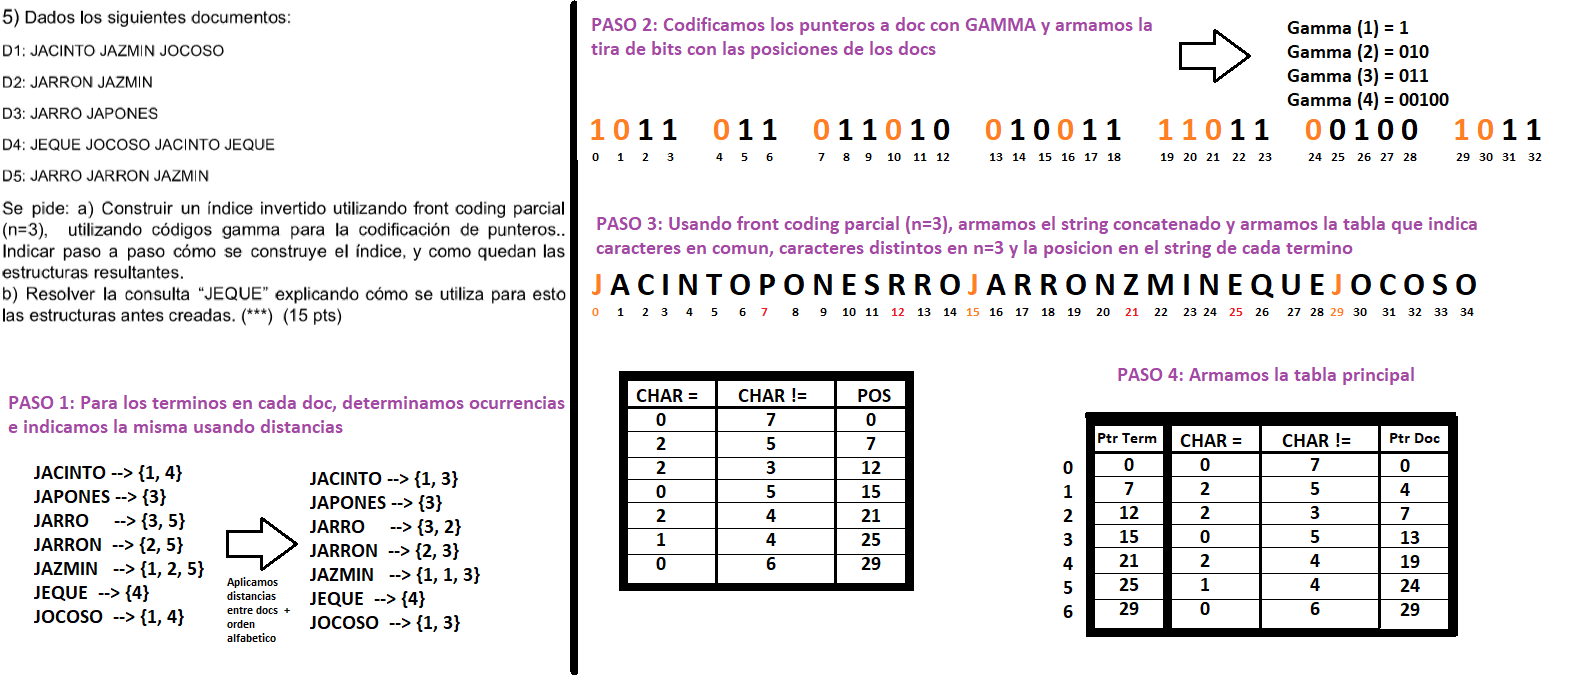 5) Dados los siguientes documentos:
D1: JACINTO JAZMIN JOCOSO
D2: JARRON JAZMIN
D3: JARRO JAPONES
D4: JEQUE JOCOSO JACINTO JEQUE
D5: JARRO JARRON JAZMIN
Se pide: a) Construir un índice invertido utilizando front coding parcial
(n=3), utilizando códigos gamma para la codificación de punteros..
Indicar paso a paso cómo se construye el índice, y como quedan las
estructuras resultantes.
b) Resolver la consulta “JEQUE” explicando cómo se utiliza para esto
las estructuras antes creadas. (***) (15 pts)
PASO 1: Para los terminos en cada doc, determinamos ocurrencias
e indicamos la misma usando distancias
JACINTO --> {1, 4}
JAPONES --> {3}
JARRO --> {3, 5}
JARRON --> {2, 5}
JAZMIN --> {1, 2, 5}
JEQUE --> {4}
JOCOSO --> {1, 4}
Aplicamos
distancias
entre docs +
orden
alfabetico
JACINTO --> {1, 3}
JAPONES --> {3}
JARRO --> {3, 2}
JARRON --> {2, 3}
JAZMIN --> {1, 1, 3}
JEQUE --> {4}
JOCOSO --> {1, 3}
PASO 2: Codificamos los punteros a doc con GAMMA y armamos la
tira de bits con las posiciones de los docs
Gamma (1) = 1
Gamma (2) = 010
Gamma (3) = 011
Gamma (4) = 00100
1 0 1 1 0 1 1 0 1 1 0 1 0 0 1 0 0 1 1 1 1 0 1 1 0 0 1 0 0 1 0 1 1
0 1 2 3 4 5 6 7 8 9 10 11 12 13 14 15 16 17 18 19 20 21 22 23 24 25 26 27 28 29 30 31 32
PASO 3: Usando front coding parcial (n=3), armamos el string concatenado y armamos la tabla que indica
caracteres en comun, caracteres distintos en n=3 y la posicion en el string de cada termino
J A C I N T O P O N E S R R O J A R R O N Z M I N E Q U E J O C O S O
0 1 2 3 4 5 6 7 8 9 10 11 12 13 14 15 16 17 18 19 20 21 22 23 24 25 26 27 28 29 30 31 32 33 34
CHAR = CHAR != POS
0 7 0
2 5 7
2 3 12
0 5 15
2 4 21
1 4 25
0 6 29
PASO 4: Armamos la tabla principal
Ptr Term CHAR = CHAR != Ptr Doc
0 0 0 7 0
1 7 2 5 4
2 12 2 3 7
3 15 0 5 13
4 21 2 4 19
5 25 1 4 24
6 29 0 6 29